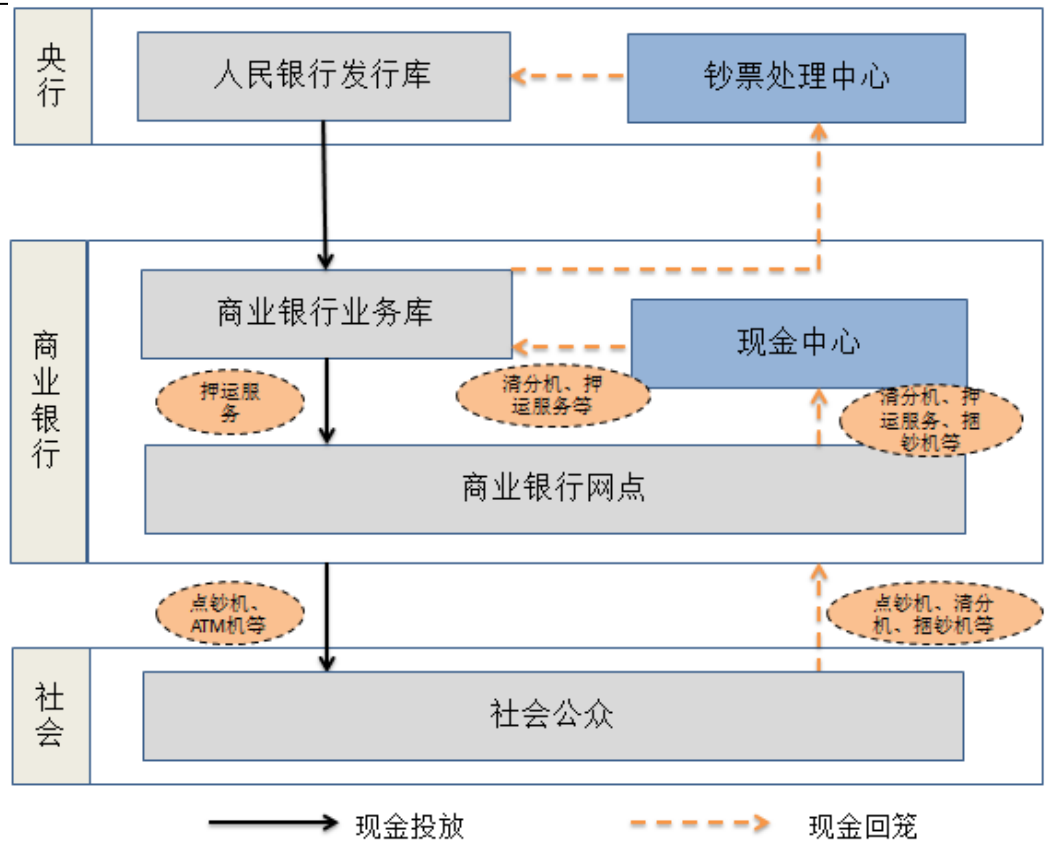 央
行
人民银行发行库
钞票处理中心
商
业
银
行
商业银行业务库
现金中心
押运服
务
清分机、押
运服务等
清分机、押
运服务、捆
钞机等
商业银行网点
点钞机、
ATM机等
点钞机、清分
机、捆钞机等
社
会
社会公众
现金投放
现金回笼